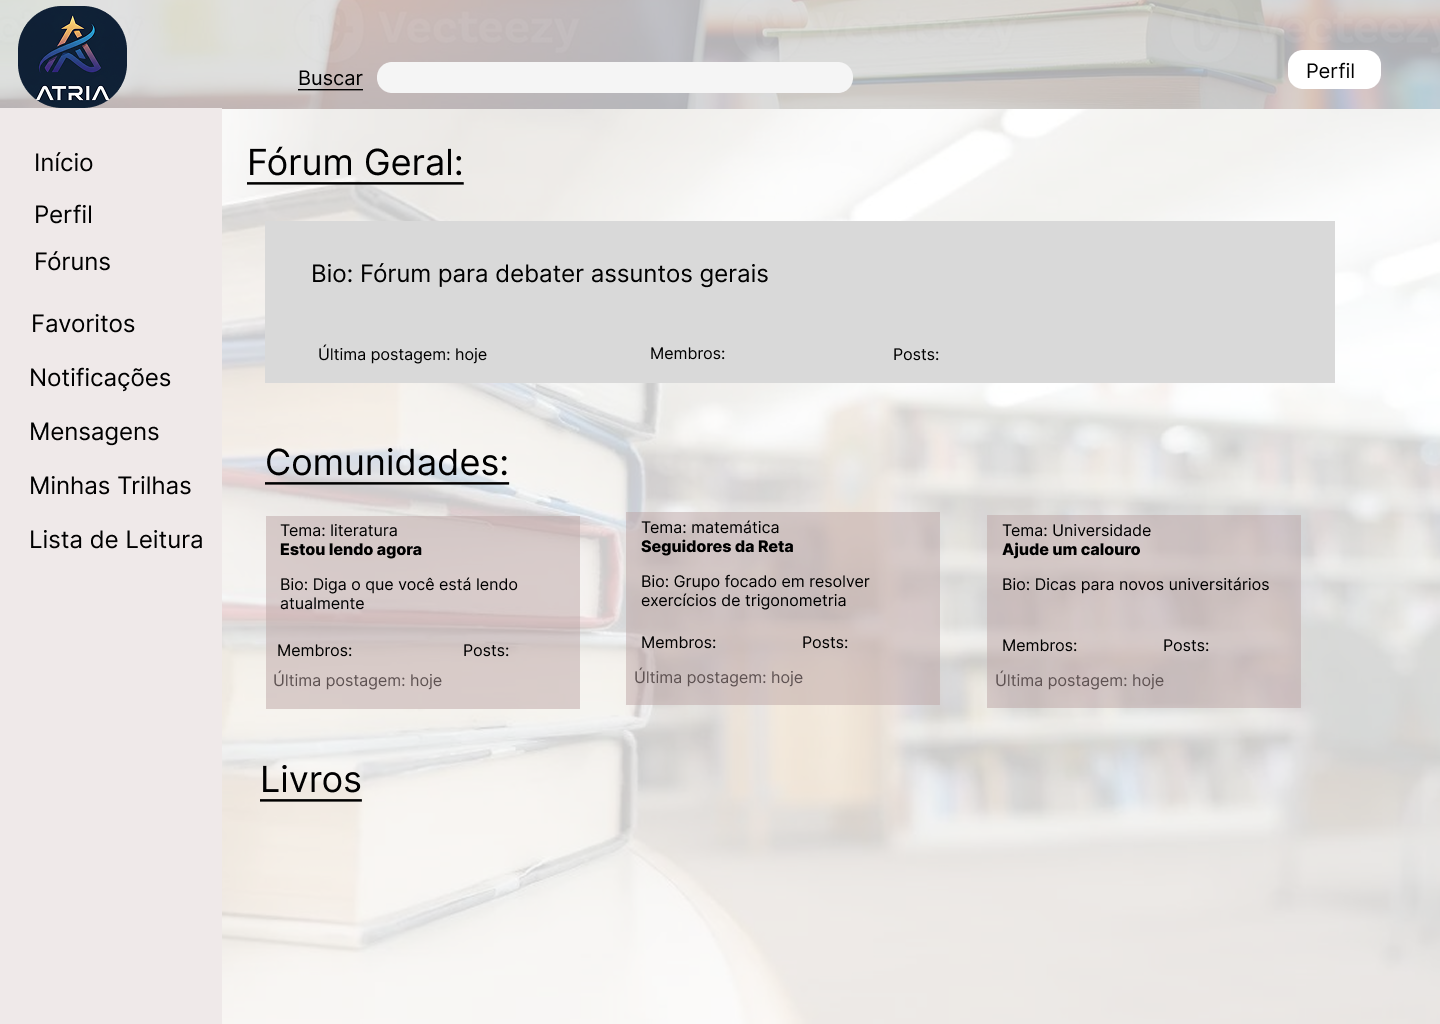 Vecteezy
ATRIA
Buscar
Perfil
Início
Perfil
Fóruns
Favoritos
Notificações
Mensagens
Minhas Trilhas
Lista de Leitura
Fórum Geral:
Bio: Fórum para debater assuntos gerais
Última postagem: hoje
Membros:
Posts:
Comunidades:
Tema: literatura
Estou lendo agora
Bio: Diga o que você está lendo
atualmente
Membros:
Posts:
Última postagem: hoje
Tema: matemática
Seguidores da Reta
Bio: Grupo focado em resolver
exercícios de trigonometria
Membros:
Posts:
Última postagem: hoje
Tema: Universidade
Ajude um calouro
Bio: Dicas para novos universitários
Membros:
Posts:
Última postagem: hoje
Livros